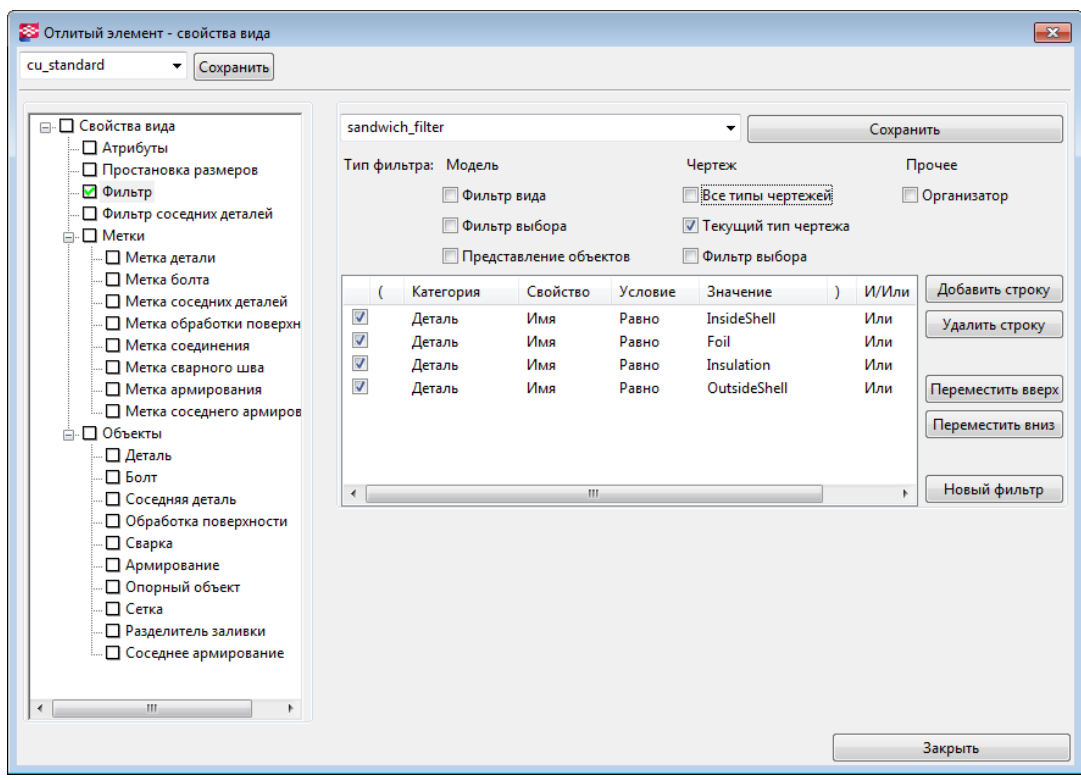 Отлитый элемент - свойства вида
cu_standard Сохранить
Свойства вида
Атрибуты
Простановка размеров
Фильтр
Фильтр соседних деталей
Метки
Метка детали
Метка болта
Метка соседних деталей
Метка обработки поверхн
Метка соединения
Метка сварного шва
Метка армирования
Метка соседнего армиров
Объекты
Деталь
Болт
Соседняя деталь
Обработка поверхности
Сварка
Армирование
Опорный объект
Сетка
Разделитель заливки
Соседнее армирование
sandwich_filter Сохранить
Тип фильтра: Модель Чертеж Прочее
Фильтр вида Все типы чертежей Организатор
Фильтр выбора Текущий тип чертежа
Представление объектов Фильтр выбора
( Категория Свойство Условие Значение ) И/Или
Деталь Имя Равно InsideShell Или
Деталь Имя Равно Foil Или
Деталь Имя Равно Insulation Или
Деталь Имя Равно OutsideShell Или
Добавить строку
Удалить строку
Переместить вверх
Переместить вниз
Новый фильтр
Закрыть